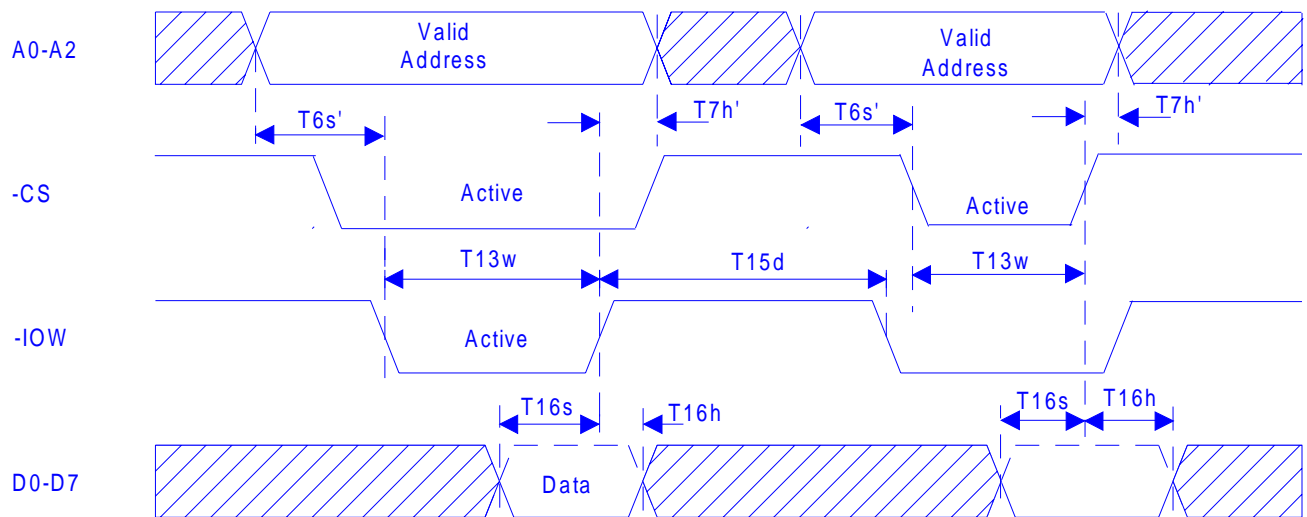 A0-A2
Valid
Address
Valid
Address
T6s'
T7h'
T6s'
T7h'
-CS
Active
Active
T13w
T15d
T13w
-IOW
Active
T16s
T16h
T16s
T16h
D0-D7
Data